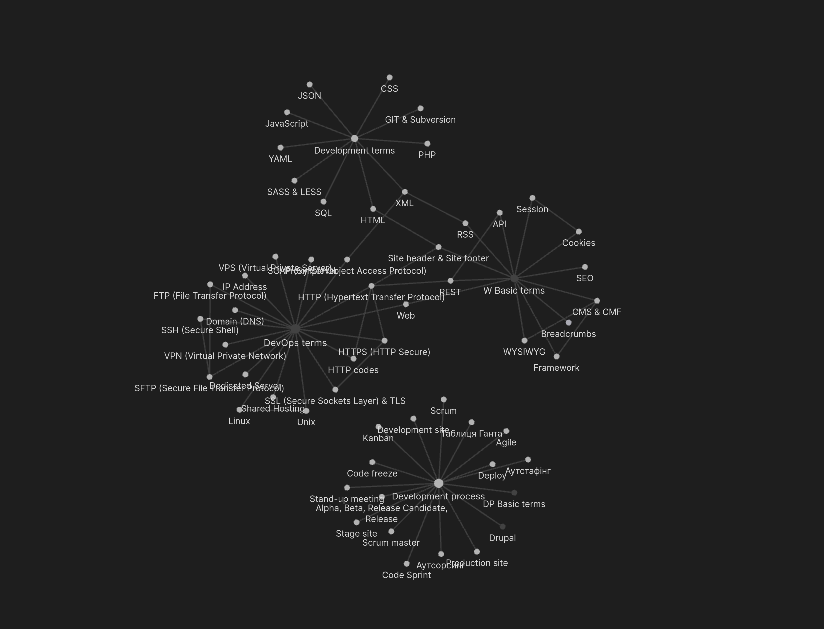 CSS
JSON
GIT & Subversion
JavaScript
Development terms
PHP
YAML
SASS & LESS
XML
SQL
HTML
Session
API
RSS
Cookies
Site header & Site footer
VPS (Virtual Private Server)
Object Access Protocol)
SEO
IP Address
W Basic terms
REST
FTP (File Transfer Protocol)
HTTP (Hypertext Transfer Protocol)
CMS & CMF
Web
Domain (DNS)
SSH (Secure Shell)
Breadcrumbs
DevOps terms
HTTPS (HTTP Secure)
WYSIWYG
VPN (Virtual Private Network)
Framework
HTTP codes
Dedicated Server
SFTP (Secure File Transfer Protocol)
SSL (Secure Sockets Layer) & TLS
Shared Hosting
Scrum
Linux
Unix
Development site
Таблиця Ганта
Kanban
Agile
Аутстафінг
Code freeze
Deploy
Development process
Stand-up meeting
DP Basic terms
Alpha, Beta, Release Candidate,
Release
Stage site
Drupal
Scrum master
Production site
Аутсорсинг
Code Sprint